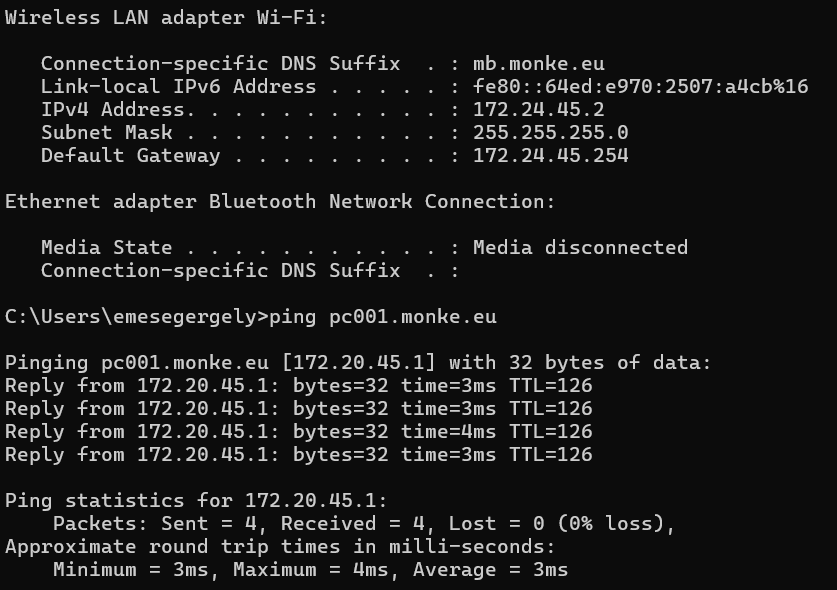 Wireless LAN adapter Wi-Fi:
Connection-specific DNS Suffix  . : mb.monke.eu
Link-local IPv6 Address . . . . . : fe80::64ed:e970:2507:a4cb%16
IPv4 Address. . . . . . . . . . . : 172.24.45.2
Subnet Mask . . . . . . . . . . . : 255.255.255.0
Default Gateway . . . . . . . . . : 172.24.45.254
Ethernet adapter Bluetooth Network Connection:
Media State . . . . . . . . . . . : Media disconnected
Connection-specific DNS Suffix  . :
C:\Users\emesegergely>ping pc001.monke.eu
Pinging pc001.monke.eu [172.20.45.1] with 32 bytes of data:
Reply from 172.20.45.1: bytes=32 time=3ms TTL=126
Reply from 172.20.45.1: bytes=32 time=3ms TTL=126
Reply from 172.20.45.1: bytes=32 time=4ms TTL=126
Reply from 172.20.45.1: bytes=32 time=3ms TTL=126
Ping statistics for 172.20.45.1:
Packets: Sent = 4, Received = 4, Lost = 0 (0% loss),
Approximate round trip times in milli-seconds:
Minimum = 3ms, Maximum = 4ms, Average = 3ms